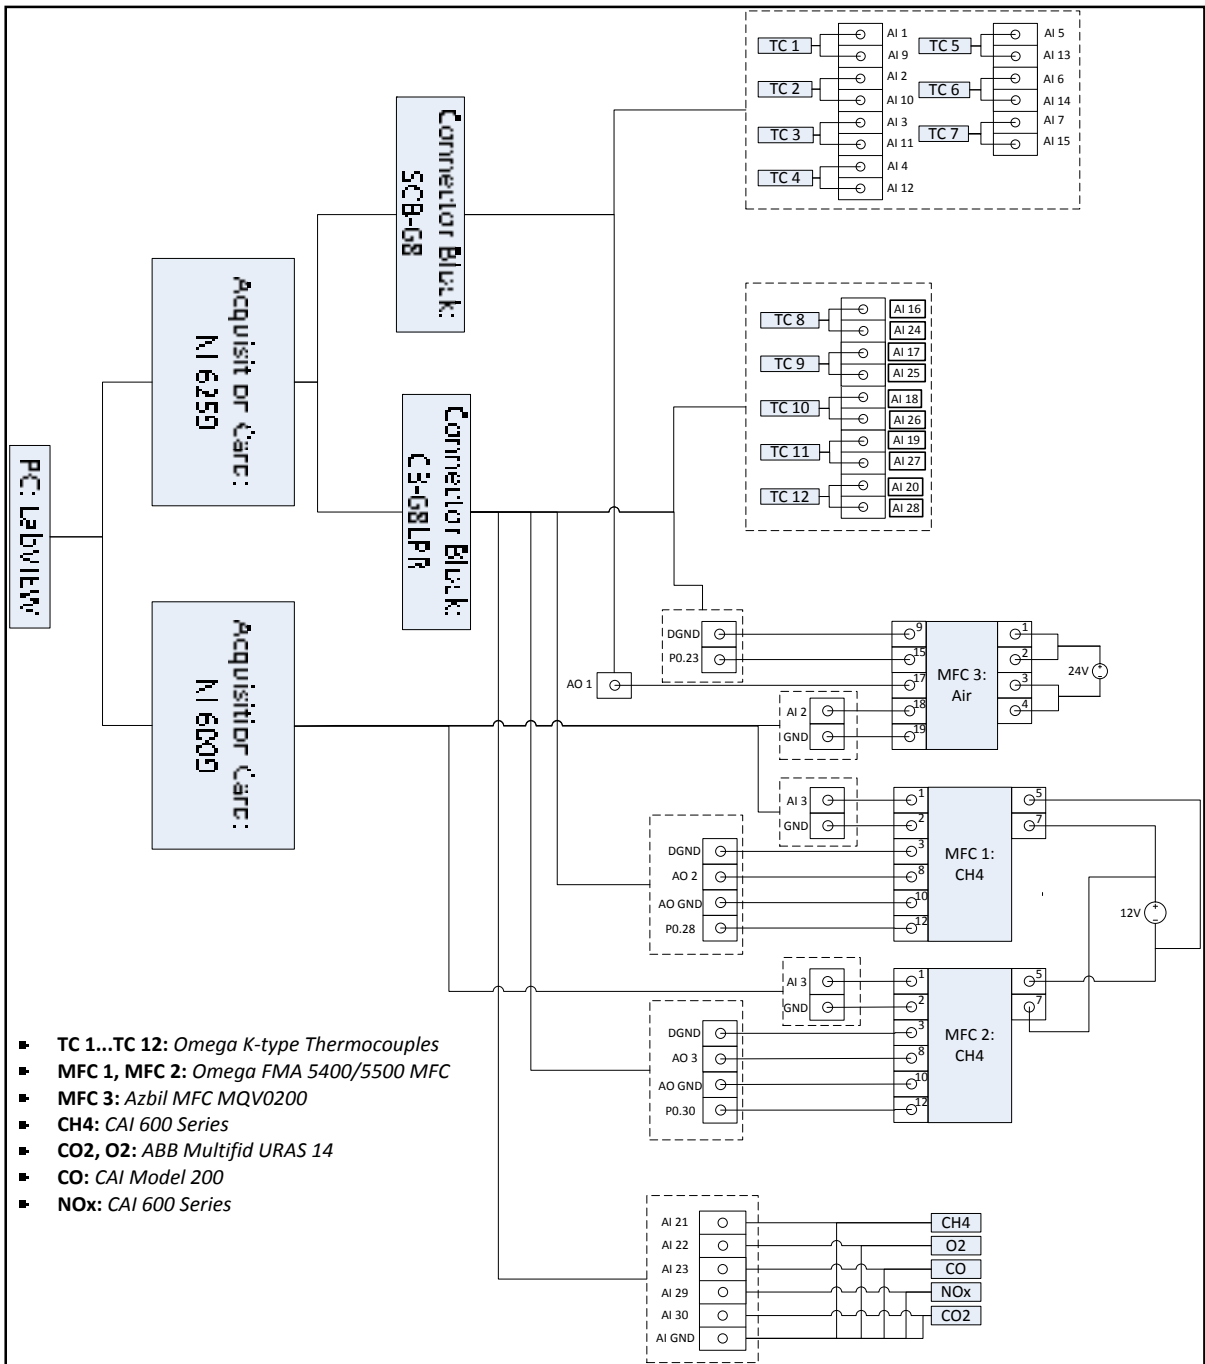 TC 1
AI 1
AI 9
TC 2
AI 2
AI 10
TC 3
AI 3
AI 11
TC 4
AI 4
AI 12
TC 5
AI 5
AI 13
TC 6
AI 6
AI 14
TC 7
AI 7
AI 15
Connector Block:
Acquisition Card:
PC: LabVIEW
Connector Block:
Acquisition Card:
TC 8
AI 16
AI 24
TC 9
AI 17
AI 25
TC 10
AI 18
AI 26
TC 11
AI 19
AI 27
TC 12
AI 20
AI 28
DGND
P0.23
AO 1
AI 2
GND
9
15
17
18
19
MFC 3:
Air
1
2
3
4
24V
+
−
AI 3
GND
DGND
AO 2
AO GND
P0.28
1
2
3
8
10
12
MFC 1:
CH4
5
7
12V
+
−
AI 3
GND
DGND
AO 3
AO GND
P0.30
1
2
3
8
10
12
MFC 2:
CH4
5
7
▪ TC 1...TC 12: Omega K-type Thermocouples
▪ MFC 1, MFC 2: Omega FMA 5400/5500 MFC
▪ MFC 3: Azbil MFC MQV0200
▪ CH4: CAI 600 Series
▪ CO2, O2: ABB Multifid URAS 14
▪ CO: CAI Model 200
▪ NOx: CAI 600 Series
AI 21
AI 22
AI 23
AI 29
AI 30
AI GND
CH4
O2
CO
NOx
CO2